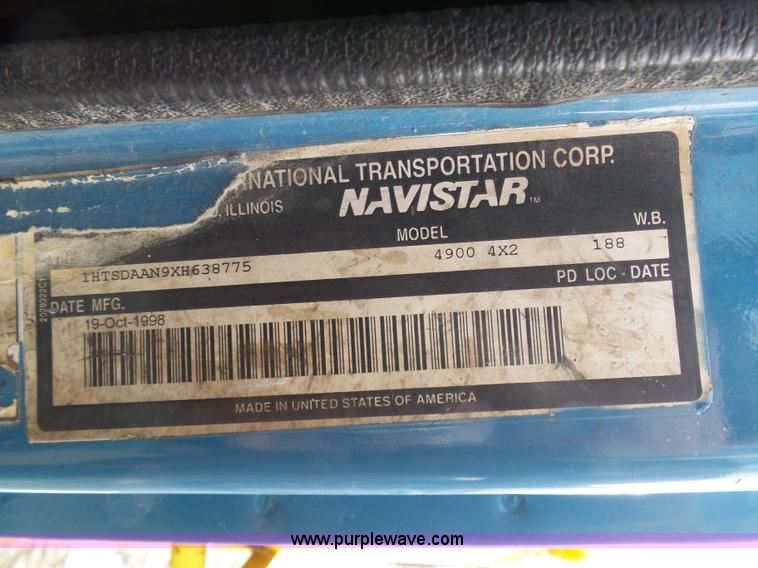 NATIONAL TRANSPORTATION CORP.
, ILLINOIS NAVISTAR TM
MODEL W.B.
1HTSDAAN9XH638775 4900 4X2 188
PD LOC - DATE
DATE MFG.
19-Oct-1998
MADE IN UNITED STATES OF AMERICA
www.purplewave.com